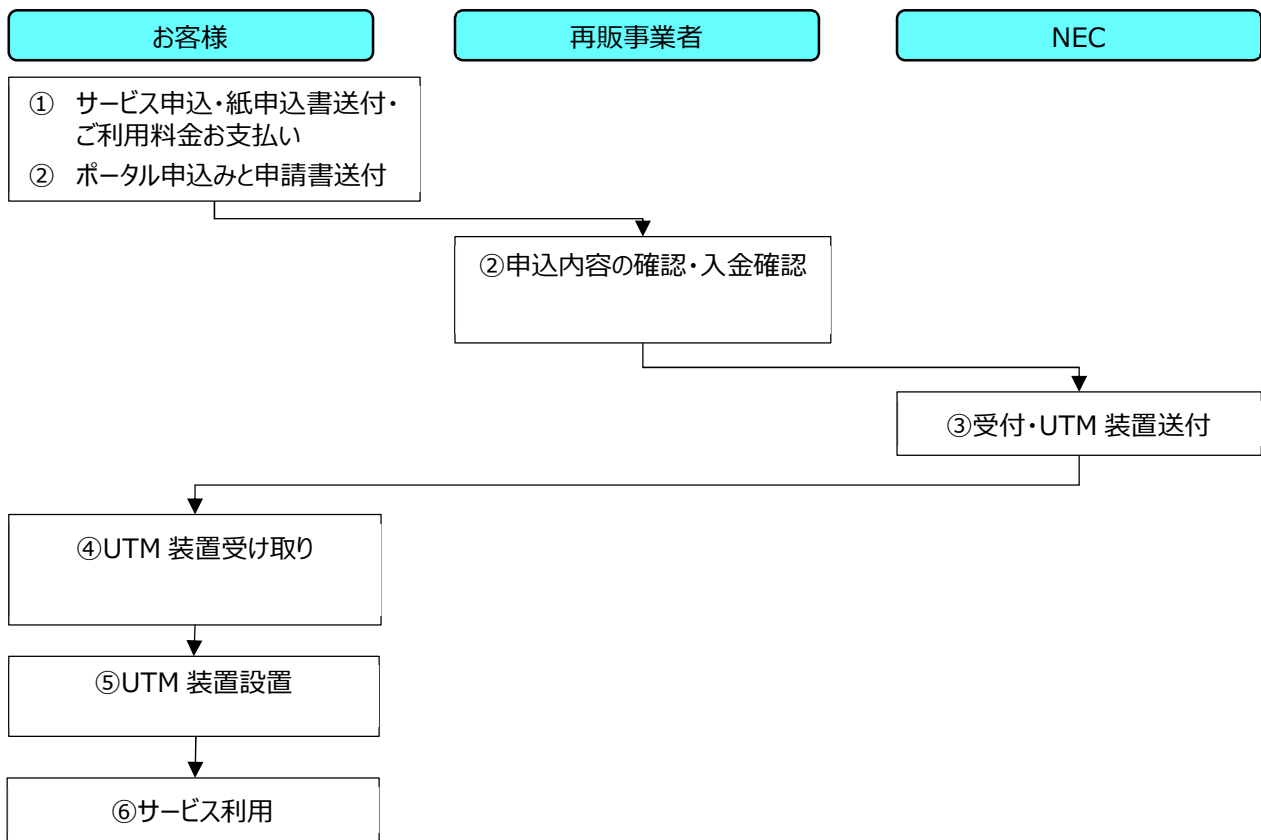 お客様
再販事業者
NEC
① サービス申込・紙申込書送付・
ご利用料金お支払い
② ポータル申込みと申請書送付
②申込内容の確認・入金確認
③受付・UTM 装置送付
④UTM 装置受け取り
⑤UTM 装置設置
⑥サービス利用